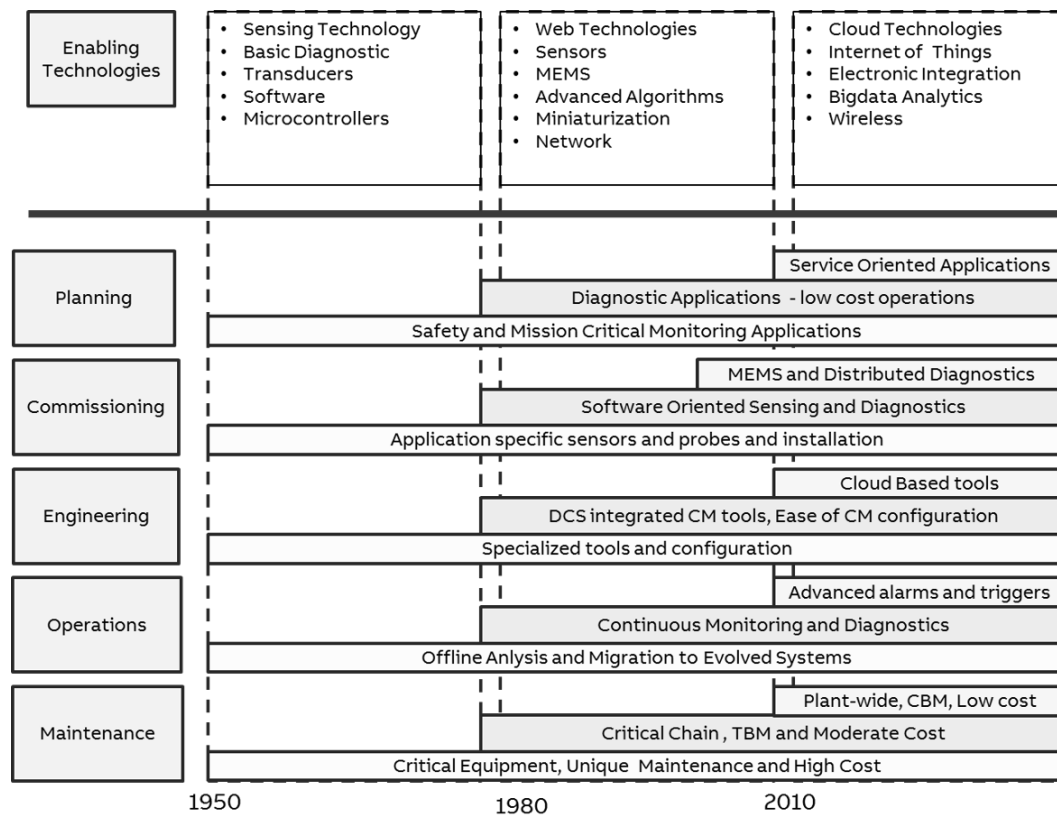 Enabling
Technologies
• Sensing Technology
• Basic Diagnostic
• Transducers
• Software
• Microcontrollers
• Web Technologies
• Sensors
• MEMS
• Advanced Algorithms
• Miniaturization
• Network
• Cloud Technologies
• Internet of Things
• Electronic Integration
• Bigdata Analytics
• Wireless
Planning
Service Oriented Applications
Diagnostic Applications - low cost operations
Safety and Mission Critical Monitoring Applications
Commissioning
MEMS and Distributed Diagnostics
Software Oriented Sensing and Diagnostics
Application specific sensors and probes and installation
Engineering
Cloud Based tools
DCS integrated CM tools, Ease of CM configuration
Specialized tools and configuration
Operations
Advanced alarms and triggers
Continuous Monitoring and Diagnostics
Offline Anlysis and Migration to Evolved Systems
Maintenance
Plant-wide, CBM, Low cost
Critical Chain , TBM and Moderate Cost
Critical Equipment, Unique Maintenance and High Cost
1950
1980
2010